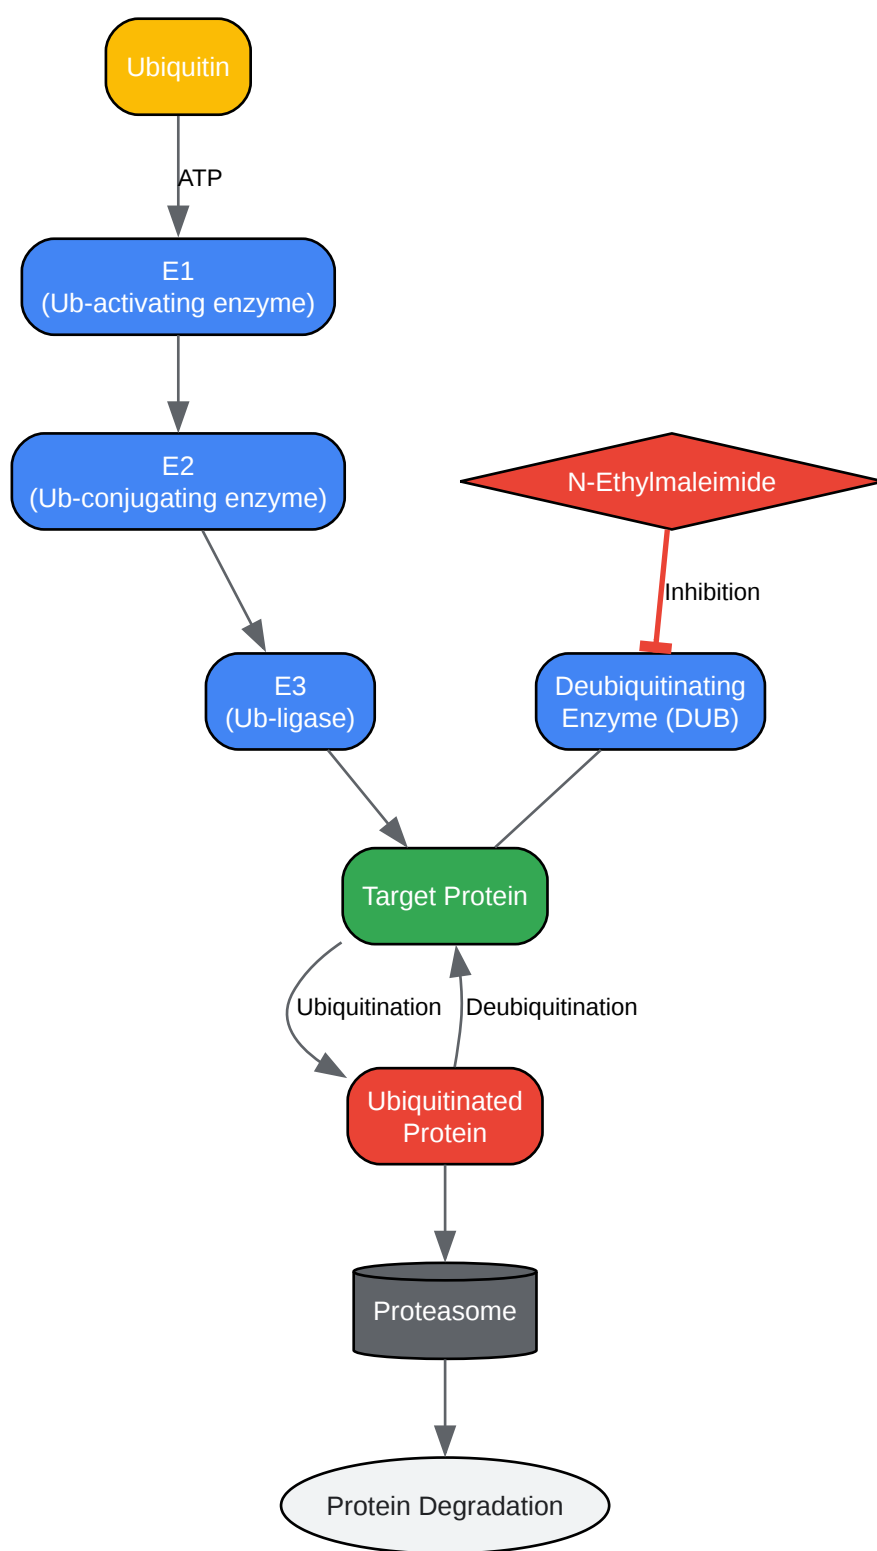 Ubiquitin
ATP
E1
(Ub-activating enzyme)
E2
(Ub-conjugating enzyme)
N-Ethylmaleimide
Inhibition
E3
(Ub-ligase)
Deubiquitinating
Enzyme (DUB)
Target Protein
Ubiquitination
Deubiquitination
Ubiquitinated
Protein
Proteasome
Protein Degradation